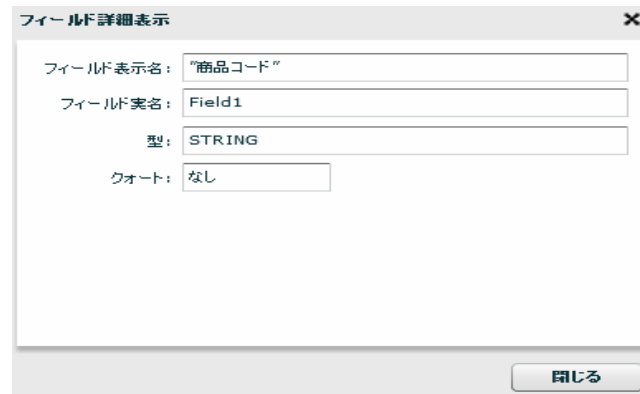 フィールド詳細表示
フィールド表示名: "商品コード"
フィールド実名: Field1
型: STRING
クォート: なし
閉じる